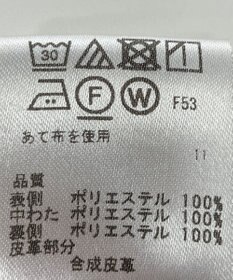 30 1
F W F53
あて布を使用
11
品質
表側 ポリエステル 100%
中わた ポリエステル 100%
裏側 ポリエステル 100%
皮革部分
合成皮革